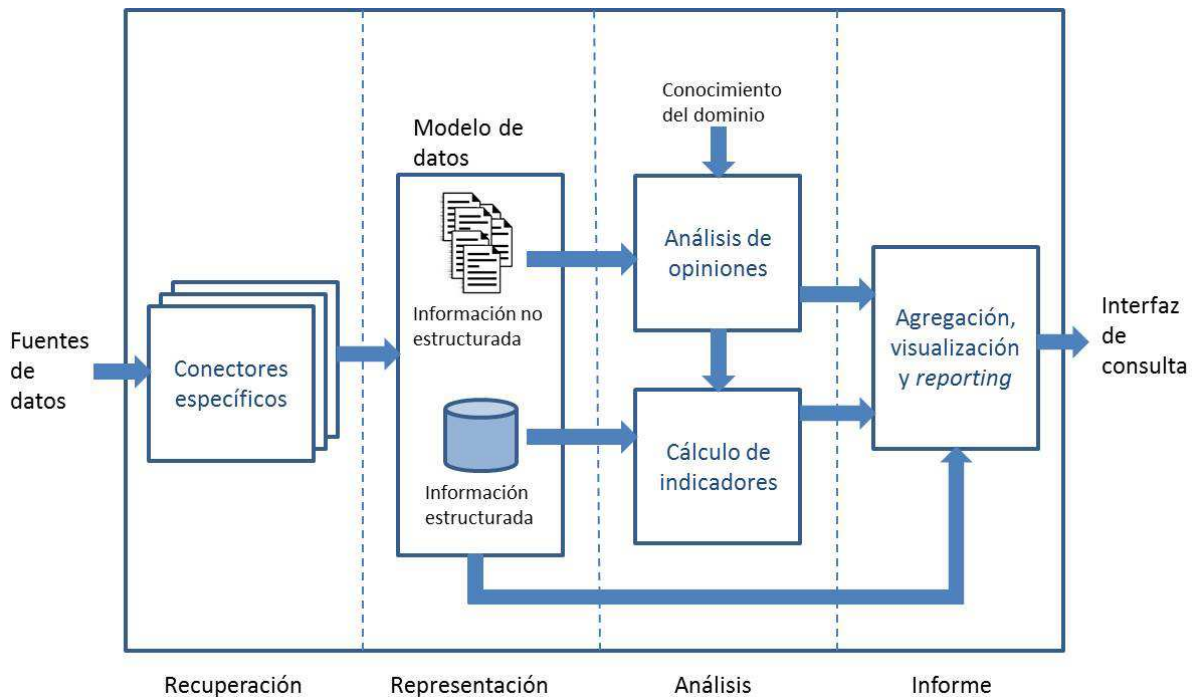 Fuentes
de
datos
Conectores
específicos
Modelo de
datos
Información no
estructurada
Información
estructurada
Conocimiento
del dominio
Análisis de
opiniones
Cálculo de
indicadores
Agregación,
visualización
y reporting
Interfaz
de
consulta
Recuperación
Representación
Análisis
Informe